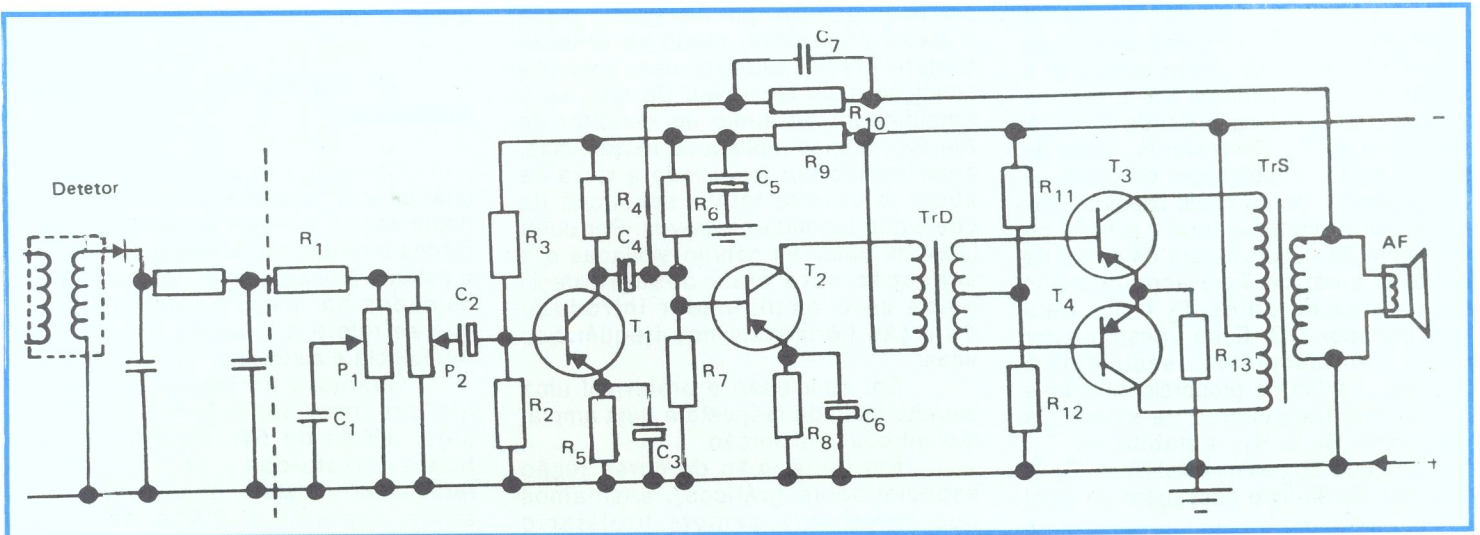 C7
R10
R9
Detetor
R1
R3
R4
C4
R6
C5
TrD
R11
T3
TrS
AF
C2
T1
T2
T4
P1
P2
R13
R7
R12
C1
R2
R5
C3
R8
C6
−
+